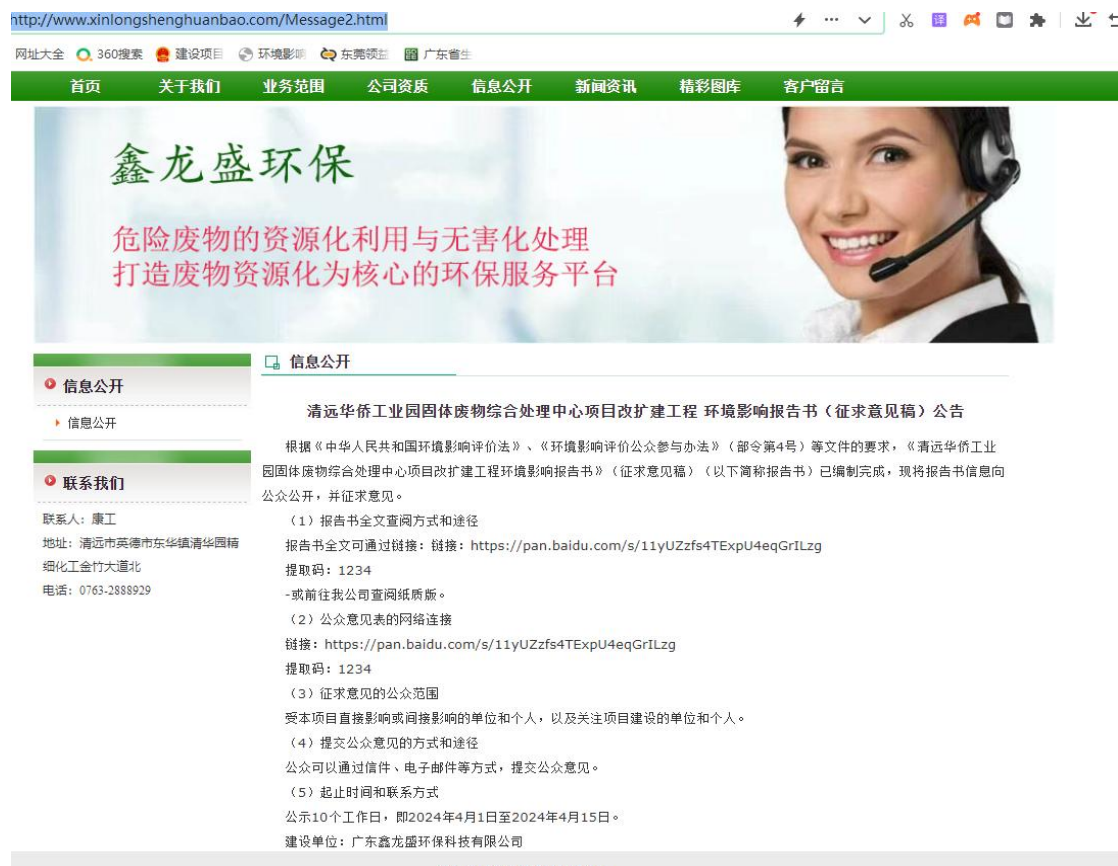 http://www.xinlongshenghuanbao.com/Message2.html
网址大全 360搜索 建设项目 环境影响 东莞领益 广东省生
首页 关于我们 业务范围 公司资质 信息公开 新闻资讯 精彩图库 客户留言
鑫龙盛环保
危险废物的资源化利用与无害化处理
打造废物资源化为核心的环保服务平台
信息公开
信息公开
联系我们
联系人：康工
地址：清远市英德市东华镇清华园精
细化工金竹大道北
电话：0763-2888929
信息公开
清远华侨工业园固体废物综合处理中心项目改扩建工程 环境影响报告书（征求意见稿）公告
根据《中华人民共和国环境影响评价法》、《环境影响评价公众参与办法》（部令第4号）等文件的要求，《清远华侨工业
园固体废物综合处理中心项目改扩建工程环境影响报告书》（征求意见稿）（以下简称报告书）已编制完成，现将报告书信息向
公众公开，并征求意见。
（1）报告书全文查阅方式和途径
报告书全文可通过链接：链接：https://pan.baidu.com/s/11yUZzfs4TExpU4eqGrILzg
提取码：1234
-或前往我公司查阅纸质版。
（2）公众意见表的网络连接
链接：https://pan.baidu.com/s/11yUZzfs4TExpU4eqGrILzg
提取码：1234
（3）征求意见的公众范围
受本项目直接影响或间接影响的单位和个人，以及关注项目建设的单位和个人。
（4）提交公众意见的方式和途径
公众可以通过信件、电子邮件等方式，提交公众意见。
（5）起止时间和联系方式
公示10个工作日，即2024年4月1日至2024年4月15日。
建设单位：广东鑫龙盛环保科技有限公司